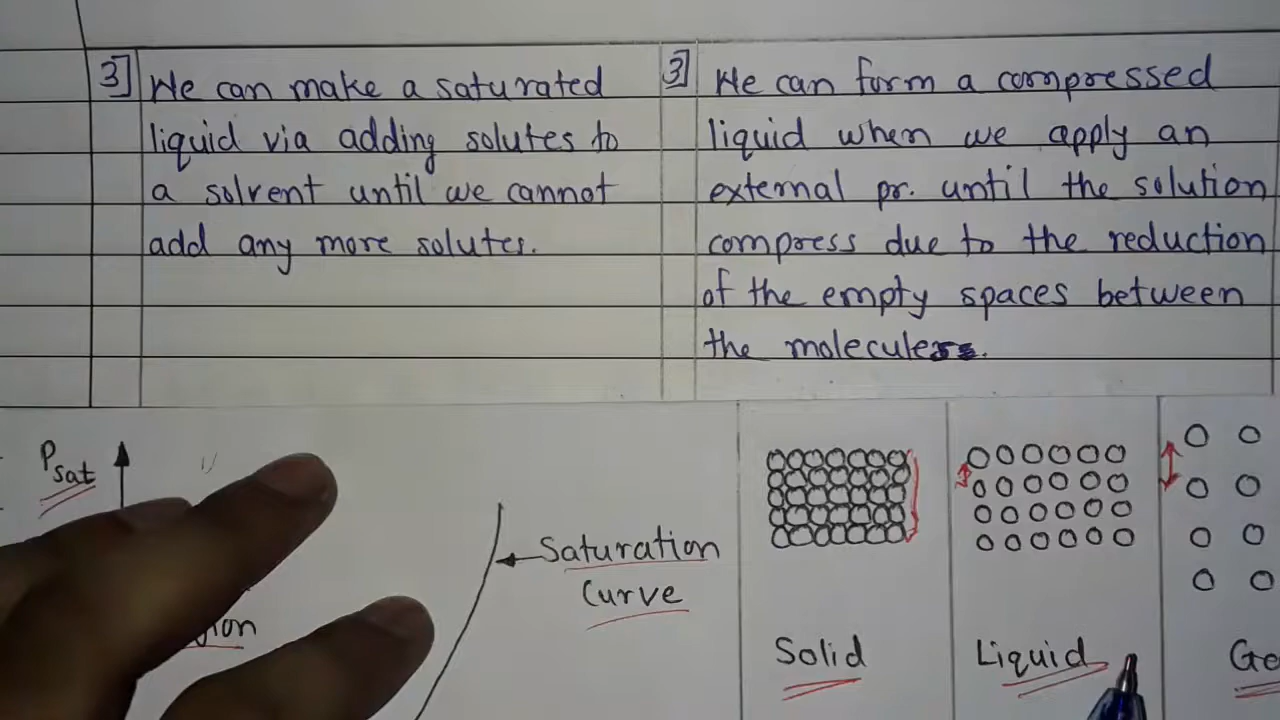 3] We can make a saturated
liquid via adding solutes to
a solvent until we cannot
add any more solutes.
3] We can form a compressed
liquid when we apply an
external pr. until the solution
compress due to the reduction
of the empty spaces between
the molecules.
Psat
Saturation
Curve
Solid
Liquid